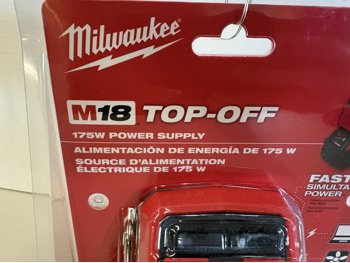 Milwaukee
M18 TOP-OFF
175W POWER SUPPLY
ALIMENTACIÓN DE ENERGÍA DE 175 W
SOURCE D'ALIMENTATION
ÉLECTRIQUE DE 175 W
FAST
SIMULTA
POWER